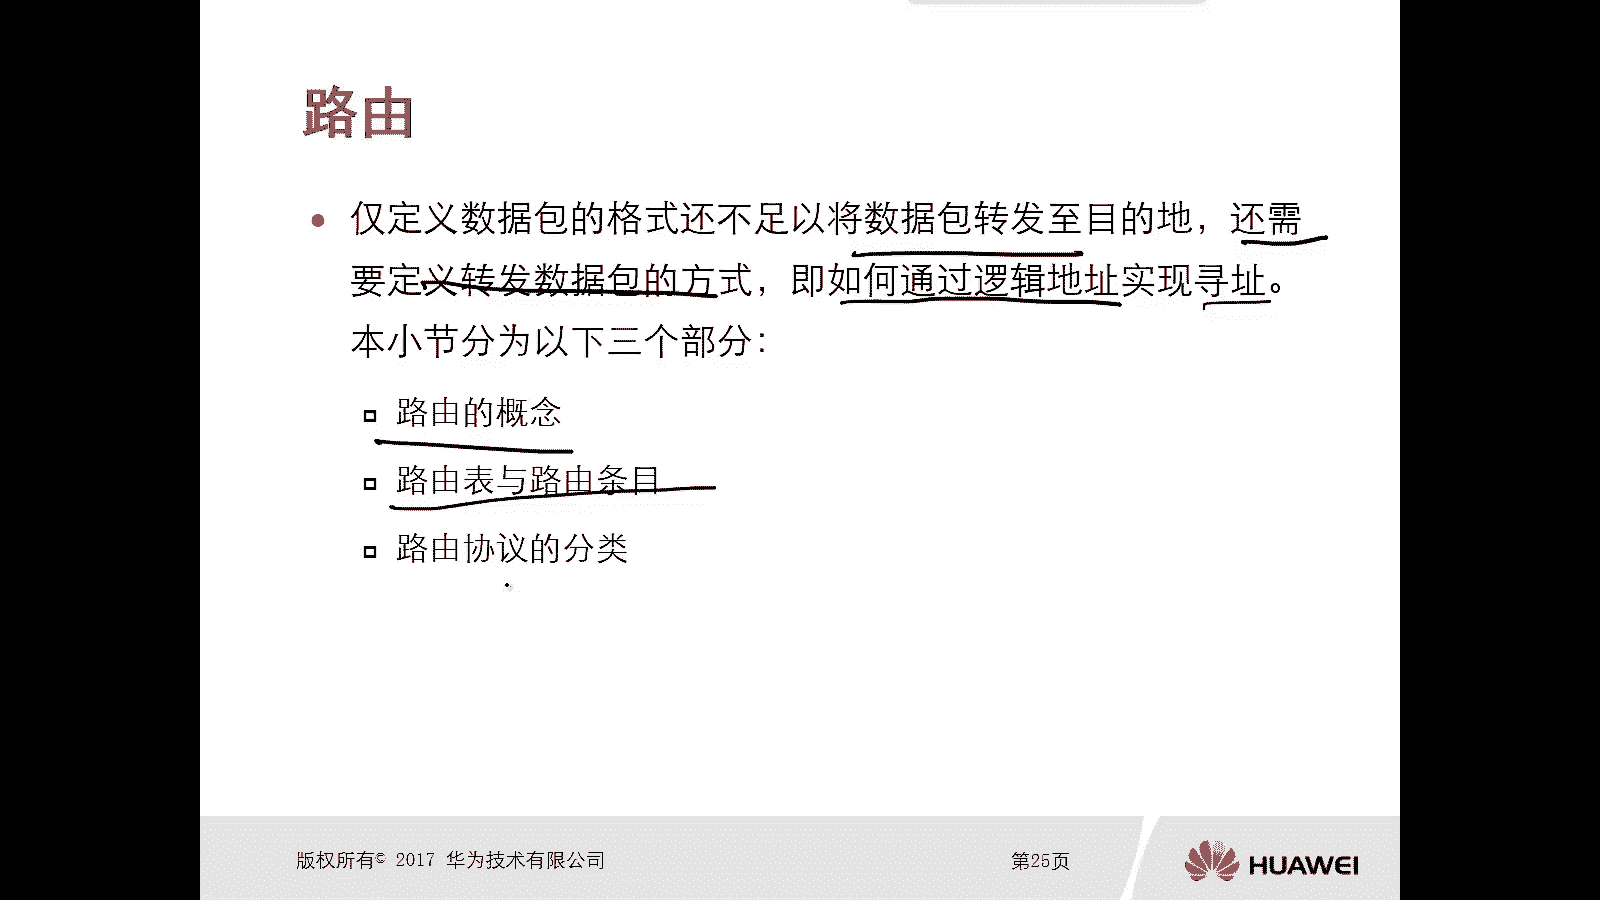 路由
仅定义数据包的格式还不足以将数据包转发至目的地，还需
要定义转发数据包的方式，即如何通过逻辑地址实现寻址。
本小节分为以下三个部分：
路由的概念
路由表与路由条目
路由协议的分类
版权所有© 2017 华为技术有限公司
第25页
HUAWEI